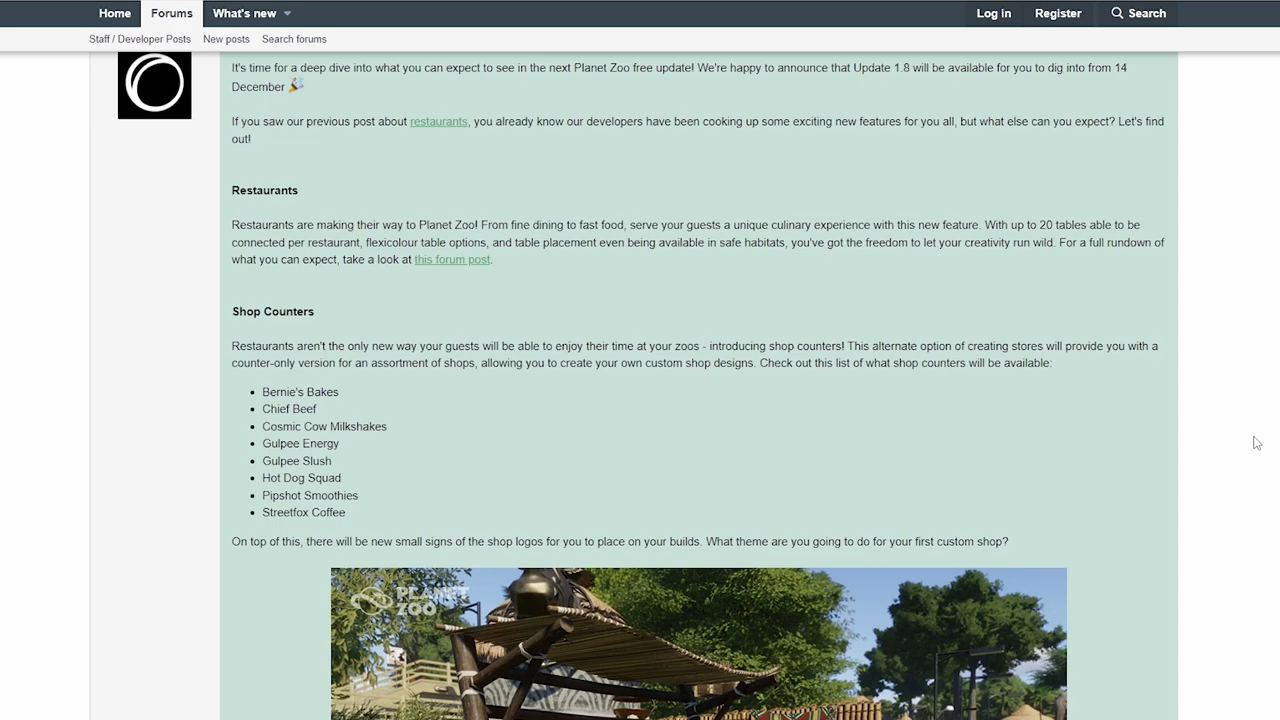 Home Forums What's new Log in Register Search
Staff / Developer Posts New posts Search forums
It's time for a deep dive into what you can expect to see in the next Planet Zoo free update! We're happy to announce that Update 1.8 will be available for you to dig into from 14
December 🎉
If you saw our previous post about restaurants, you already know our developers have been cooking up some exciting new features for you all, but what else can you expect? Let's find
out!
Restaurants
Restaurants are making their way to Planet Zoo! From fine dining to fast food, serve your guests a unique culinary experience with this new feature. With up to 20 tables able to be
connected per restaurant, flexicolour table options, and table placement even being available in safe habitats, you've got the freedom to let your creativity run wild. For a full rundown of
what you can expect, take a look at this forum post.
Shop Counters
Restaurants aren't the only new way your guests will be able to enjoy their time at your zoos - introducing shop counters! This alternate option of creating stores will provide you with a
counter-only version for an assortment of shops, allowing you to create your own custom shop designs. Check out this list of what shop counters will be available:
• Bernie's Bakes
• Chief Beef
• Cosmic Cow Milkshakes
• Gulpee Energy
• Gulpee Slush
• Hot Dog Squad
• Pipshot Smoothies
• Streetfox Coffee
On top of this, there will be new small signs of the shop logos for you to place on your builds. What theme are you going to do for your first custom shop?
PLANET
ZOO